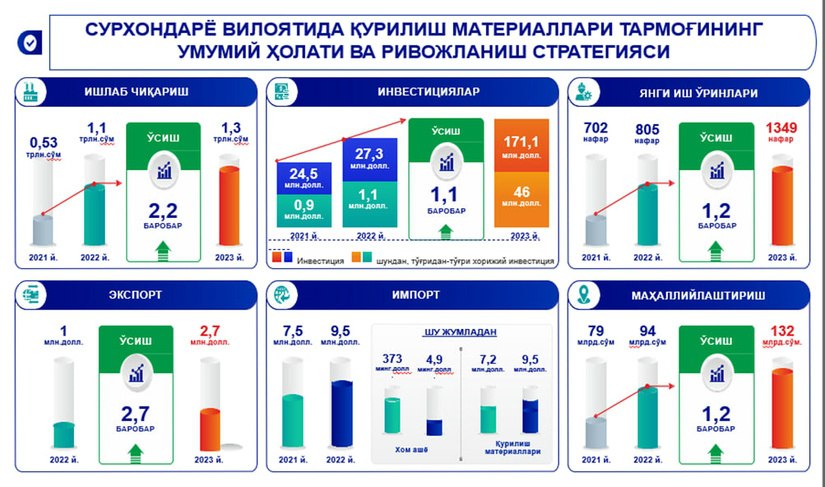 СУРХОНДАРЁ ВИЛОЯТИДА ҚУРИЛИШ МАТЕРИАЛЛАРИ ТАРМОҒИНИНГ
УМУМИЙ ҲОЛАТИ ВА РИВОЖЛАНИШ СТРАТЕГИЯСИ
ИШЛАБ ЧИҚАРИШ
0,53
трлн.сўм
1,1
трлн.сўм
ЎСИШ
2,2
БАРОБАР
1,3
трлн.сўм
2021 й.
2022 й.
2023 й.
ИНВЕСТИЦИЯЛАР
24,5
млн.долл.
0,9
млн.долл.
27,3
млн.долл.
1,1
млн.долл.
ЎСИШ
1,1
БАРОБАР
171,1
млн.долл.
46
млн.долл.
2021 й.
2022 й.
2023 й.
Инвестиция
шундан, тўғридан-тўғри хорижий инвестиция
ЯНГИ ИШ ЎРИНЛАРИ
702
нафар
805
нафар
ЎСИШ
1,2
БАРОБАР
1349
нафар
2021 й.
2022 й.
2023 й.
ЭКСПОРТ
1
млн.долл.
ЎСИШ
2,7
БАРОБАР
2,7
млн.долл.
2022 й.
2023 й.
ИМПОРТ
7,5
млн.долл.
9,5
млн.долл.
2021 й.
2022 й.
ШУ ЖУМЛАДАН
373
минг.долл
4,9
минг.долл
Хом ашё
7,2
млн.долл.
9,5
млн.долл.
Қурилиш
материаллари
МАҲАЛЛИЙЛАШТИРИШ
79
млрд.сўм.
94
млрд.сўм.
ЎСИШ
1,2
БАРОБАР
132
млрд.сўм.
2021 й.
2022 й.
2023 й.